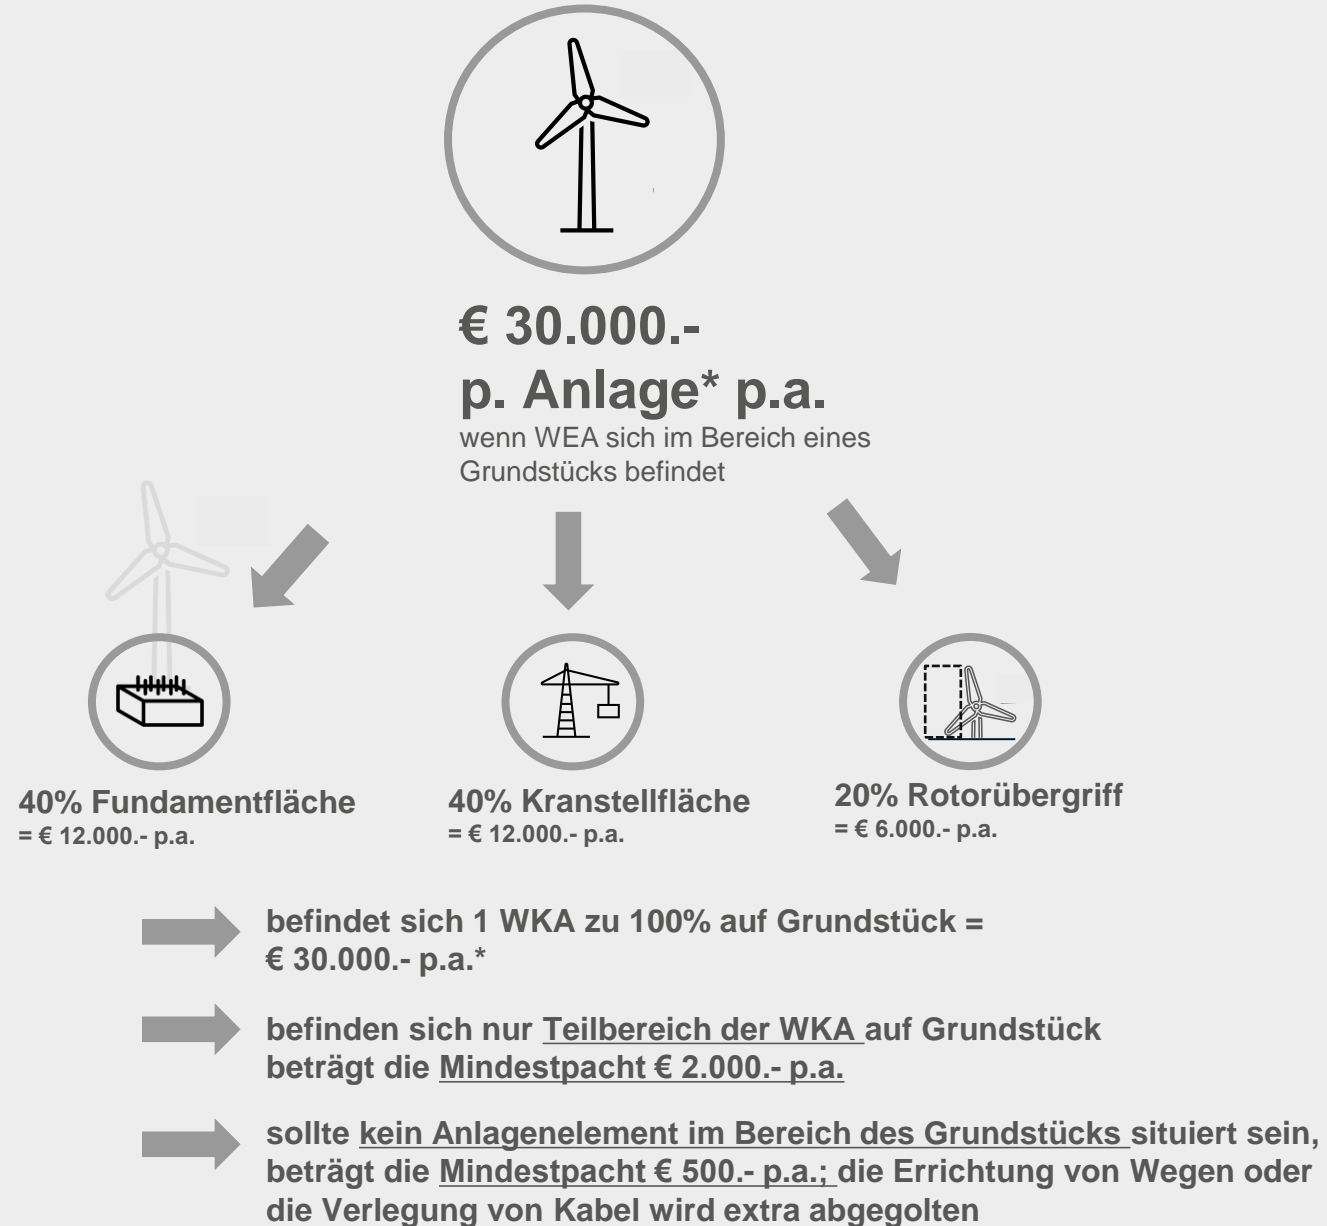 € 30.000.-
p. Anlage* p.a.
wenn WEA sich im Bereich eines
Grundstücks befindet
40% Fundamentfläche
= € 12.000.- p.a.
40% Kranstellfläche
= € 12.000.- p.a.
20% Rotorübergriff
= € 6.000.- p.a.
befindet sich 1 WKA zu 100% auf Grundstück =
€ 30.000.- p.a.*
befinden sich nur Teilbereich der WKA auf Grundstück
beträgt die Mindestpacht € 2.000.- p.a.
sollte kein Anlagenelement im Bereich des Grundstücks situiert sein,
beträgt die Mindestpacht € 500.- p.a.; die Errichtung von Wegen oder
die Verlegung von Kabel wird extra abgegolten